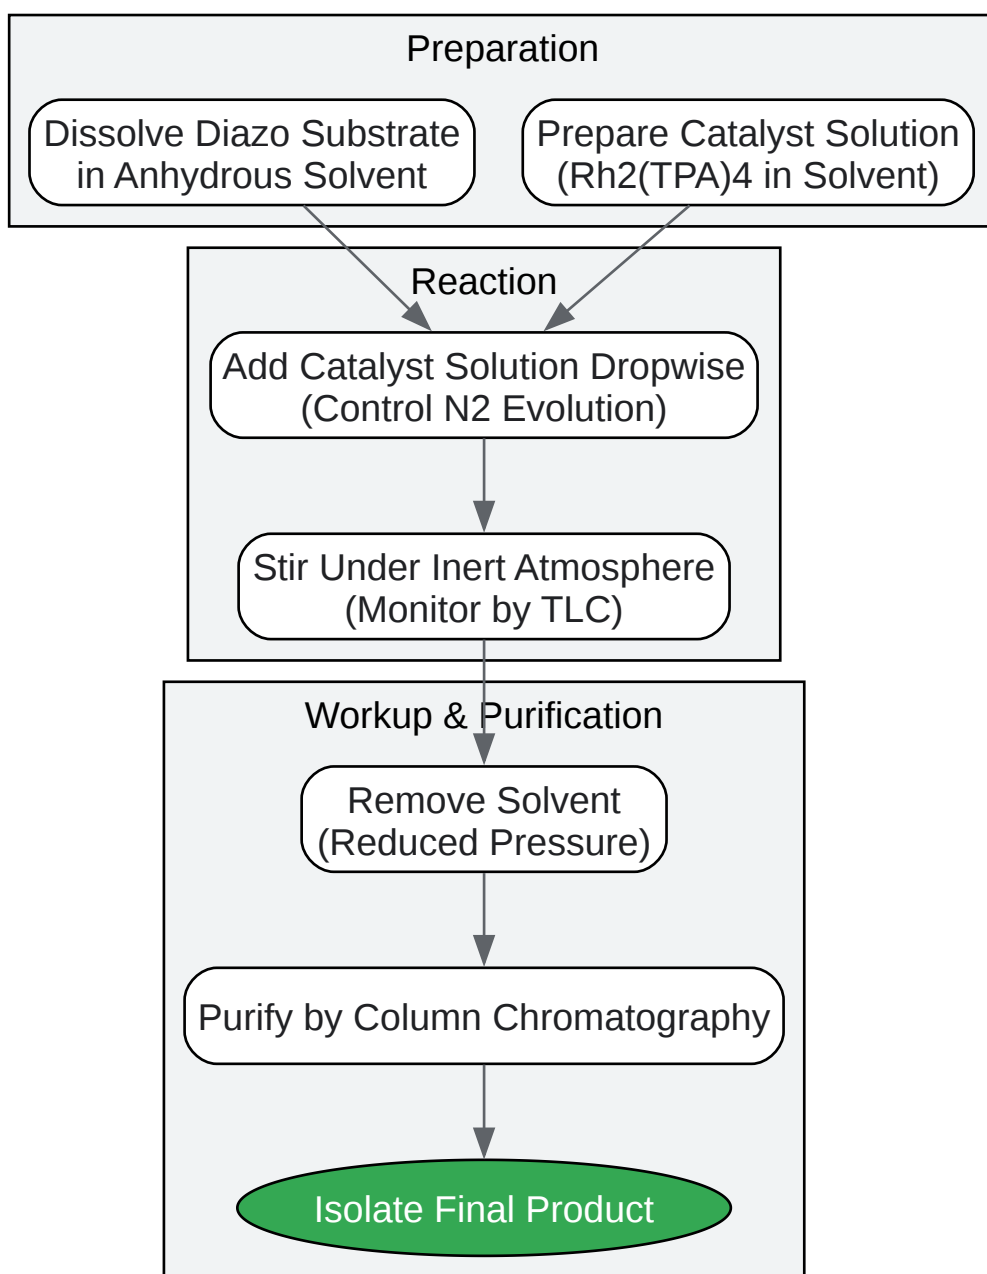 Preparation
Dissolve Diazo Substrate
in Anhydrous Solvent
Prepare Catalyst Solution
(Rh2(TPA)4 in Solvent)
Reaction
Add Catalyst Solution Dropwise
(Control N2 Evolution)
Stir Under Inert Atmosphere
(Monitor by TLC)
Workup & Purification
Remove Solvent
(Reduced Pressure)
Purify by Column Chromatography
Isolate Final Product